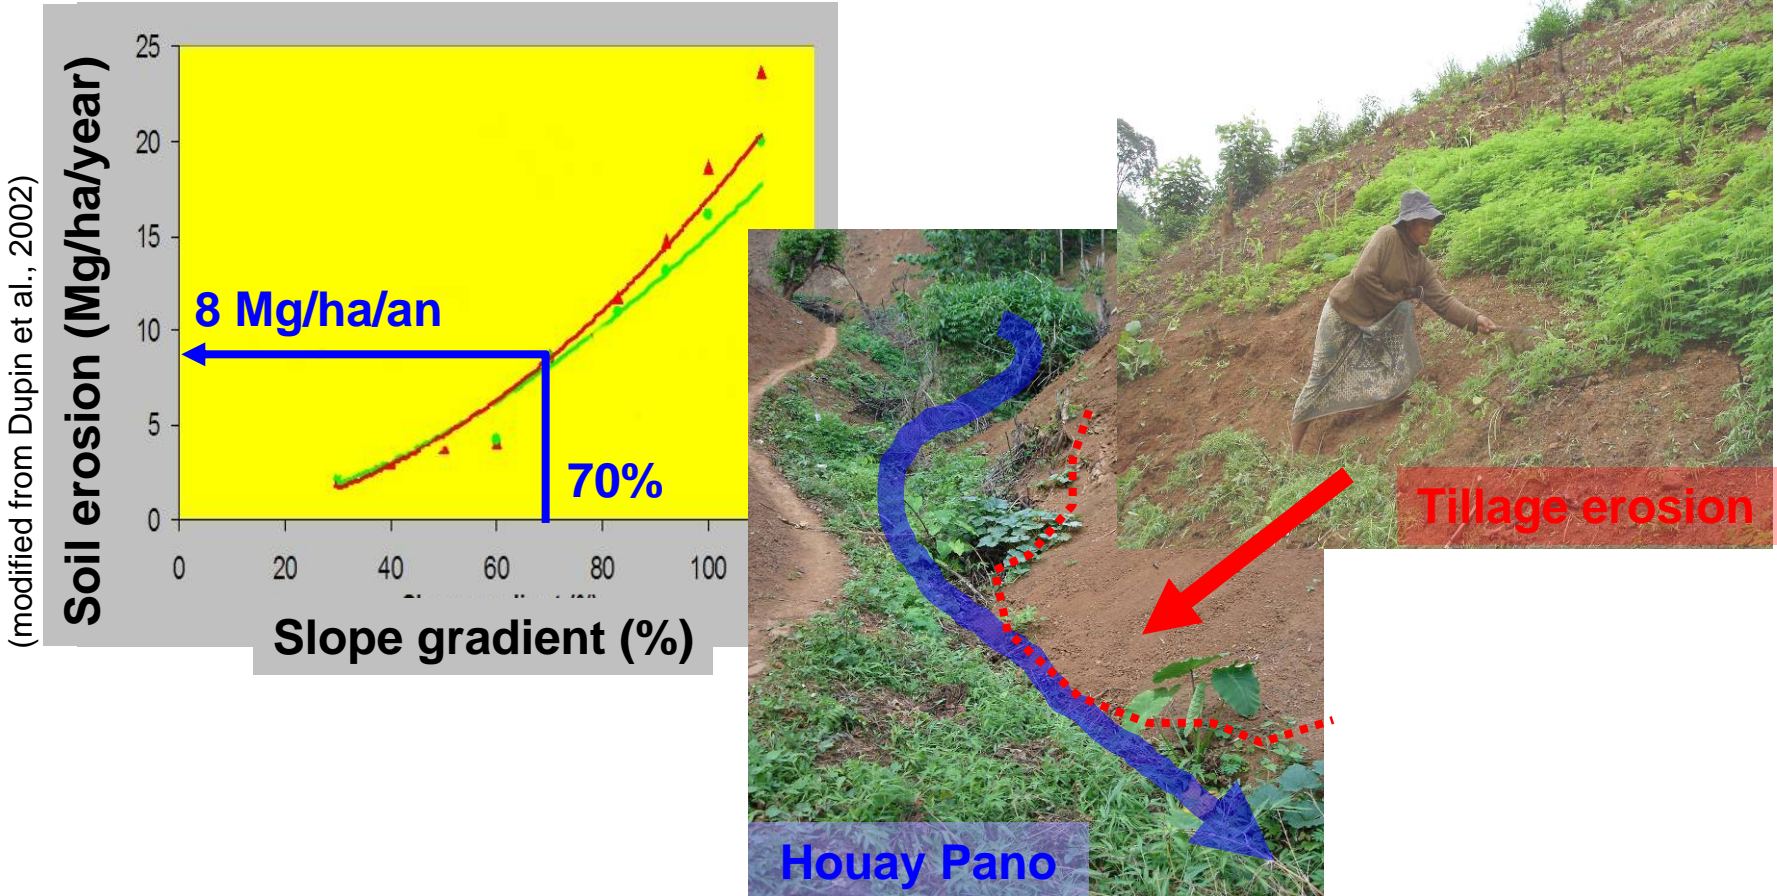 (modified from Dupin et al., 2002)
Soil erosion (Mg/ha/year)
25
20
15
10
5
0
8 Mg/ha/an
70%
0 20 40 60 80 100
Slope gradient (%)
Tillage erosion
Houay Pano